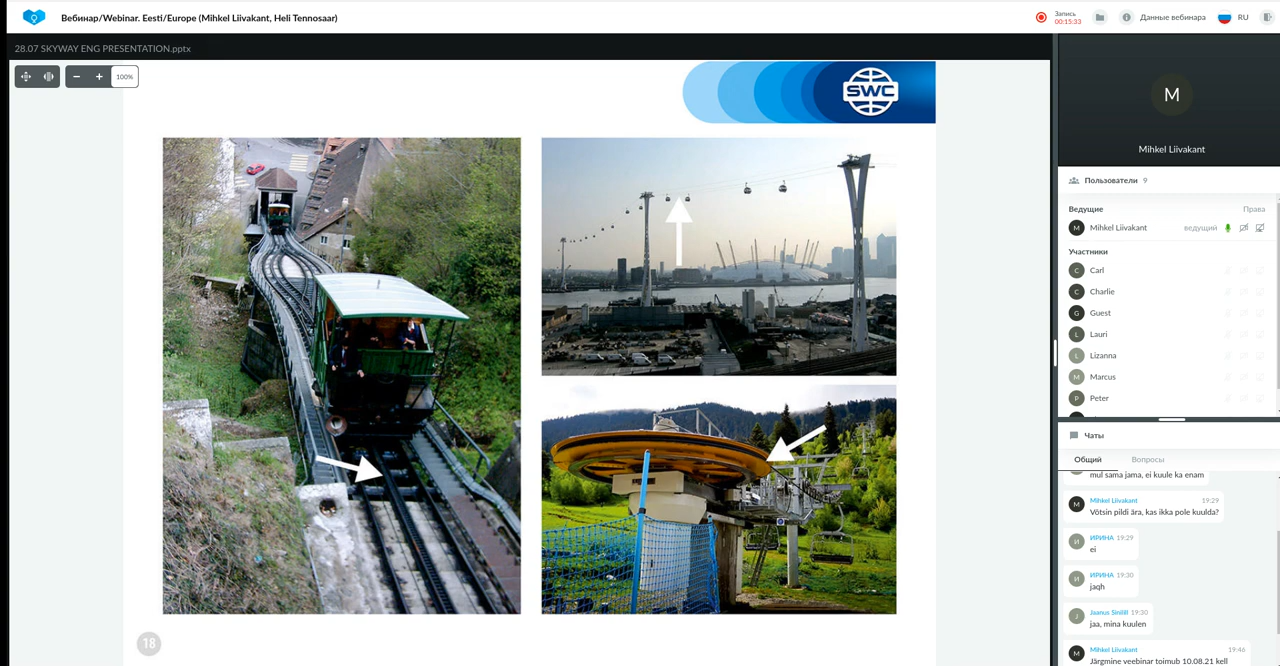 Вебинар/Webinar. Eesti/Europe (Mihkel Liivakant, Heli Tennosaar)
Запись
00:15:33
Данные вебинара
RU
28.07 SKYWAY ENG PRESENTATION.pptx
100%
SWC
18
M
Mihkel Liivakant
Пользователи 9
Ведущие Права
M Mihkel Liivakant ведущий
Участники
C Carl
C Charlie
G Guest
L Lauri
L Lizanna
M Marcus
P Peter
Чаты
Общий Вопросы
mul sama jama, ei kuule ka enam
M Mihkel Liivakant 19:29
Võtsin pildi ära, kas ikka pole kuulda?
И ИРИНА 19:29
ei
И ИРИНА 19:30
jaqh
J Jaanus Sinilill 19:30
jaa, mina kuulen
M Mihkel Liivakant 19:46
Järgmine veebinar toimub 10.08.21 kell